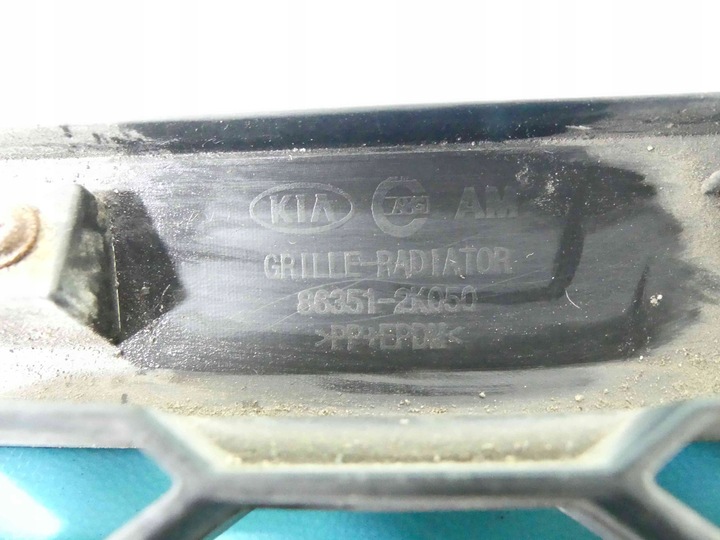 KIA AM
GRILLE-RADIATOR
86351-2K050
>PP+EPDM<